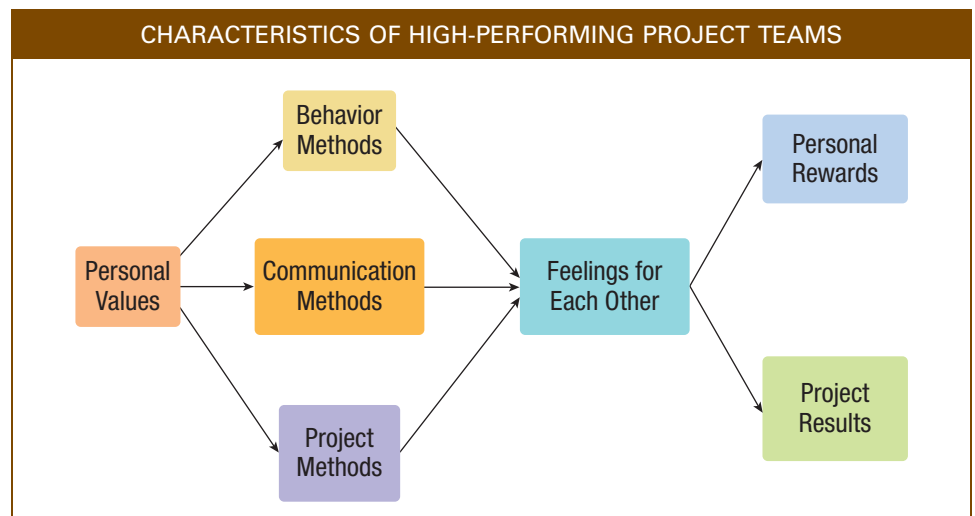 CHARACTERISTICS OF HIGH-PERFORMING PROJECT TEAMS
Personal
Values
Behavior
Methods
Communication
Methods
Project
Methods
Feelings for
Each Other
Personal
Rewards
Project
Results